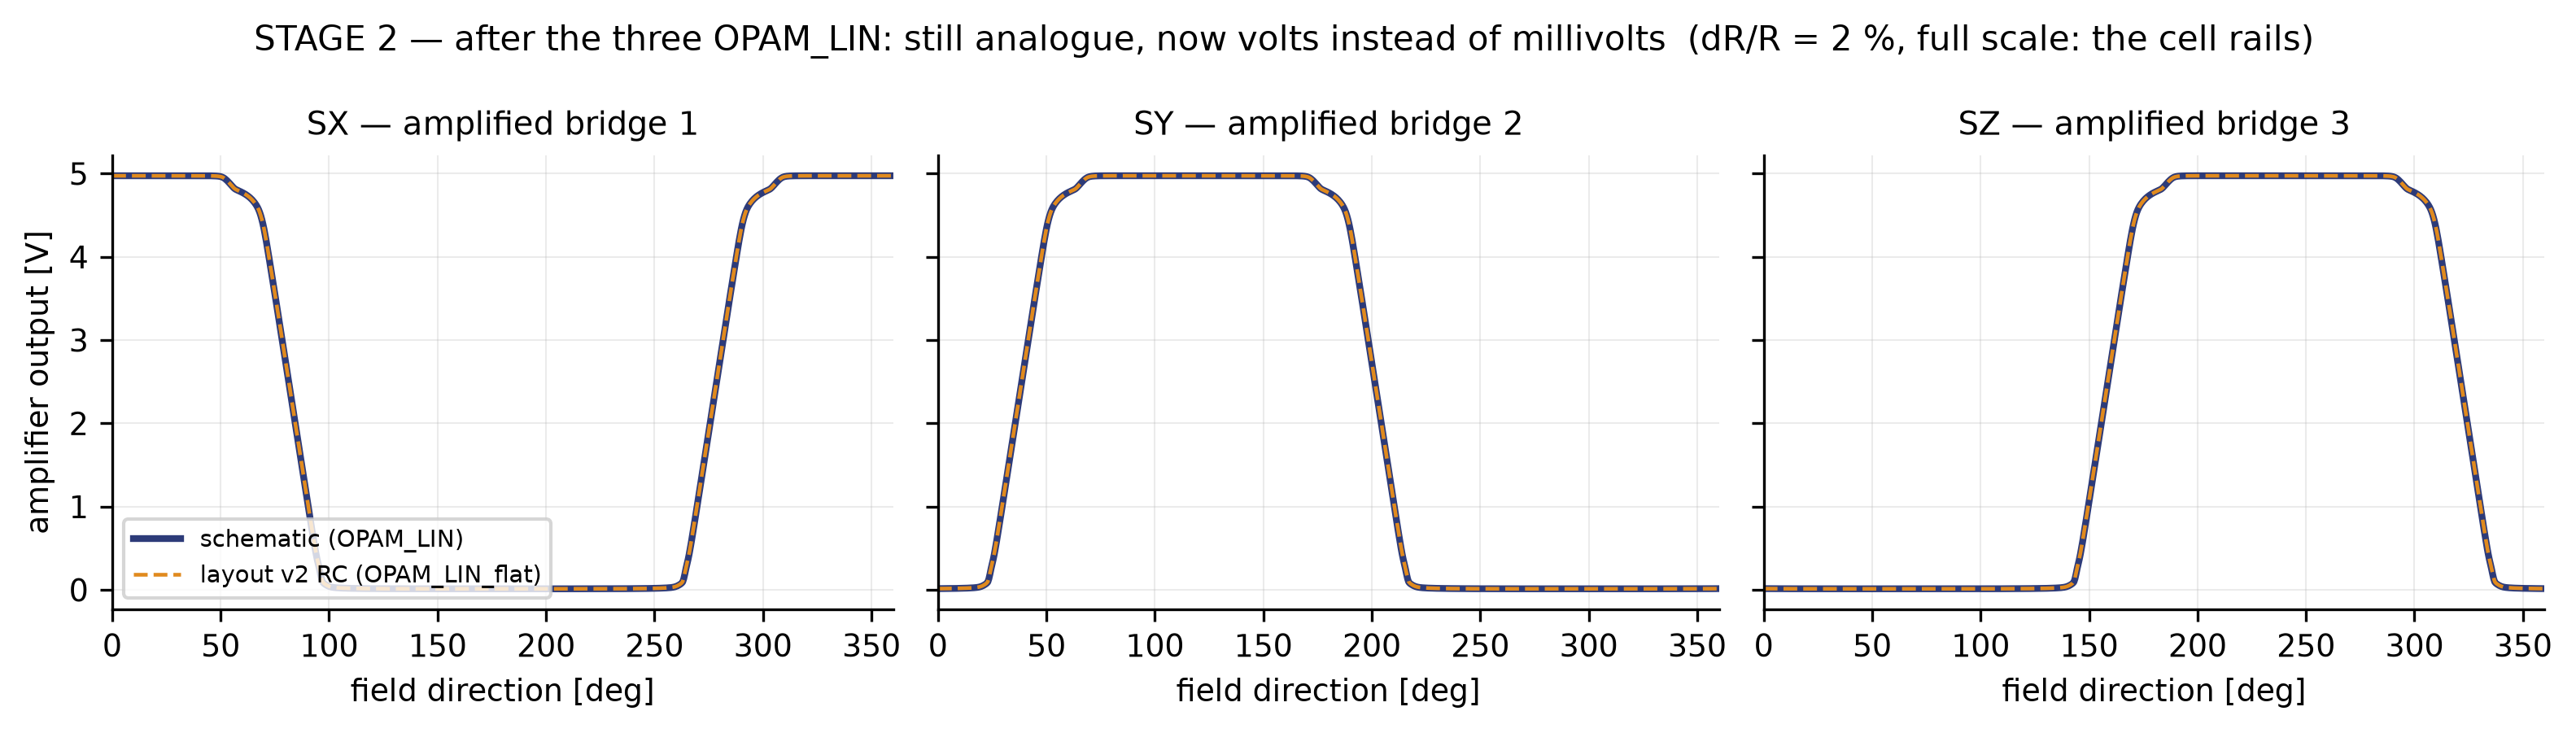 STAGE 2 — after the three OPAM_LIN: still analogue, now volts instead of millivolts  (dR/R = 2 %, full scale: the cell rails)
SX — amplified bridge 1
SY — amplified bridge 2
SZ — amplified bridge 3
amplifier output [V]
5
4
3
2
1
0
schematic (OPAM_LIN)
layout v2 RC (OPAM_LIN_flat)
0 50 100 150 200 250 300 350
0 50 100 150 200 250 300 350
0 50 100 150 200 250 300 350
field direction [deg]
field direction [deg]
field direction [deg]